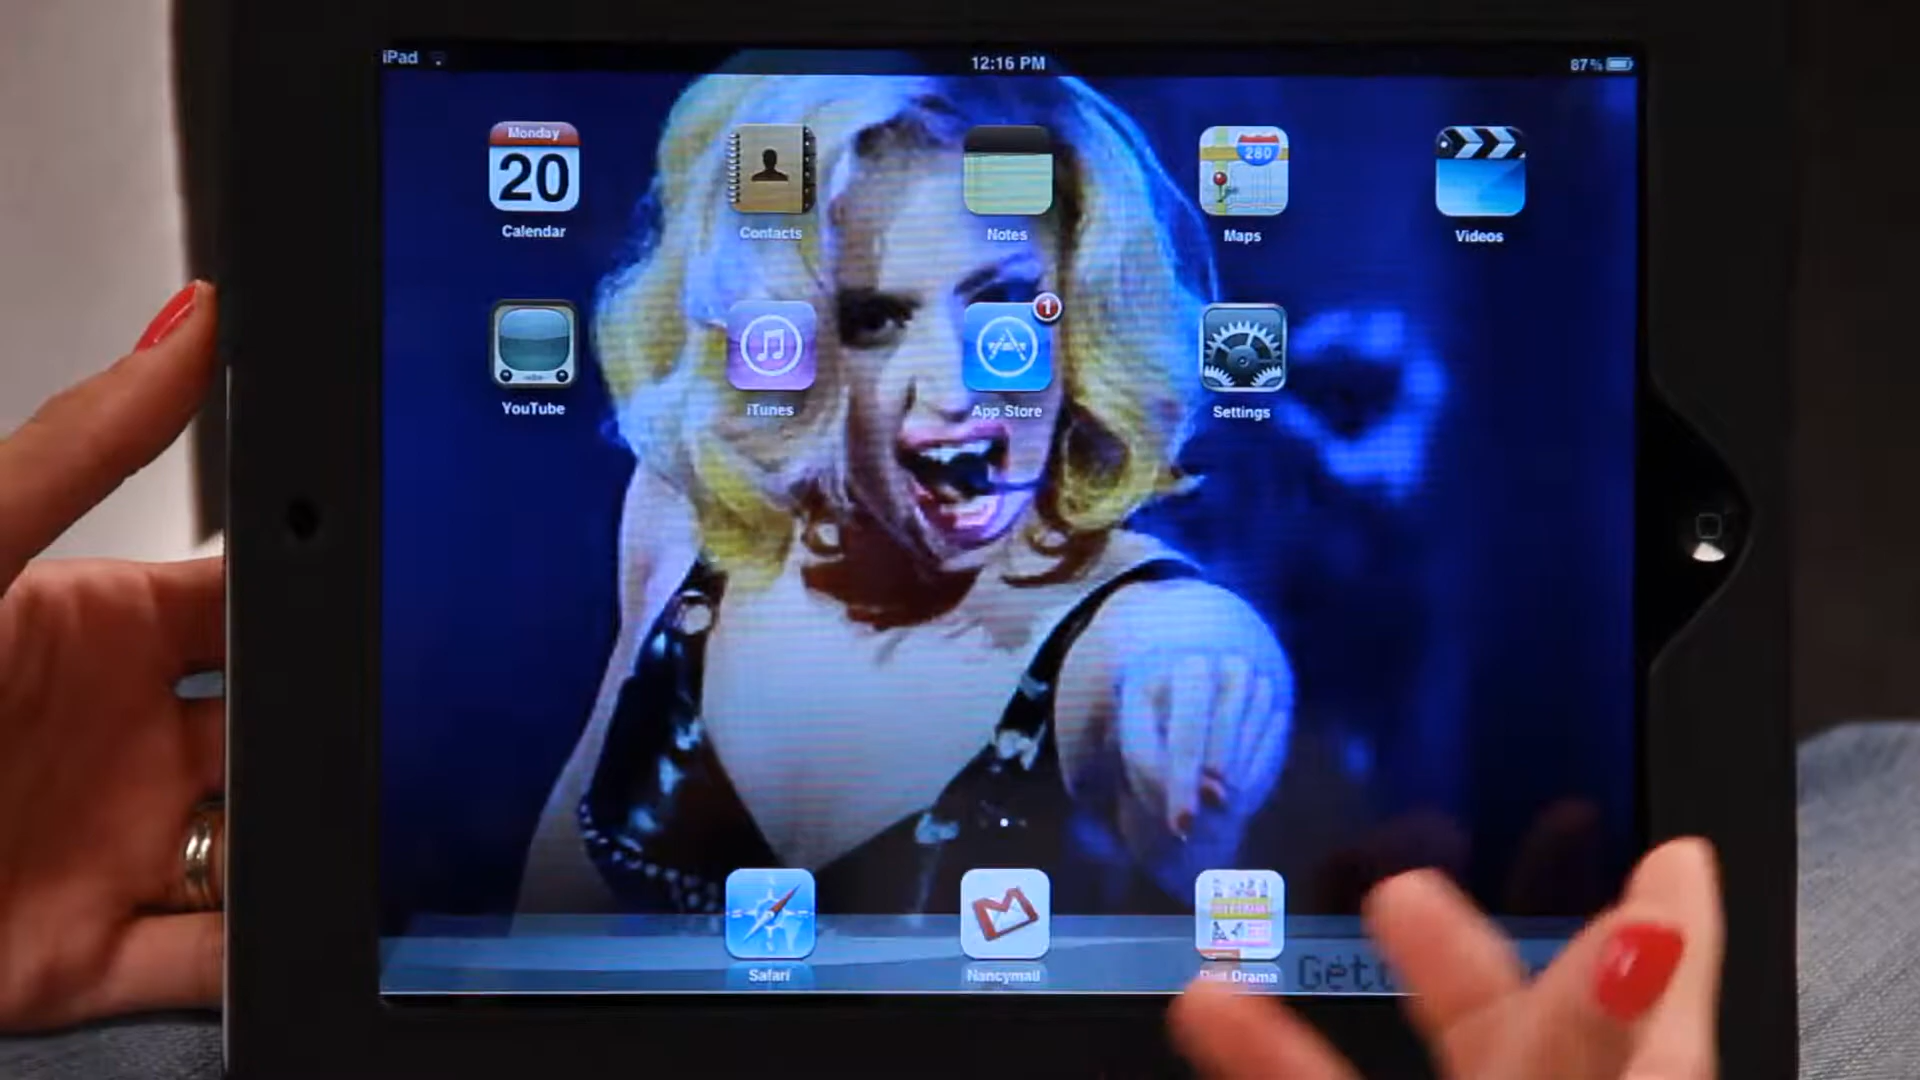 iPad 12:16 PM 87%
Monday
20
280
Calendar Contacts Notes Maps Videos
1
YouTube iTunes App Store Settings
Safari Nancymail Drama